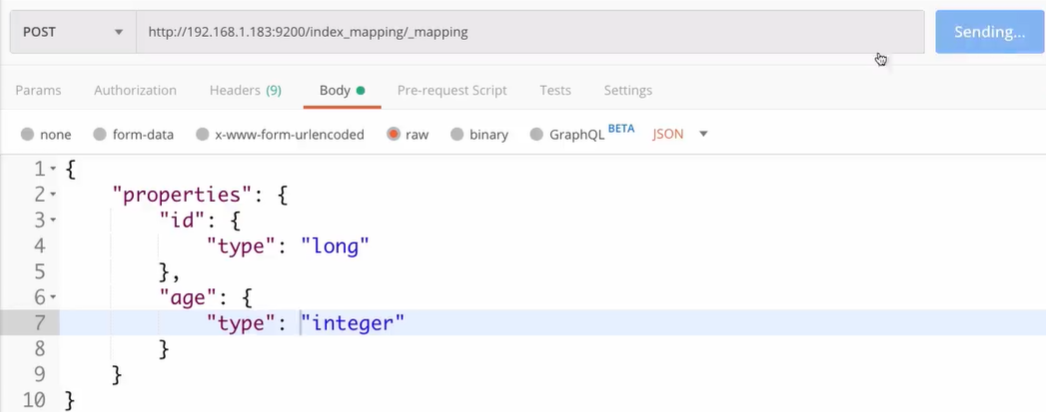 POST http://192.168.1.183:9200/index_mapping/_mapping Sending...
Params Authorization Headers (9) Body Pre-request Script Tests Settings
none form-data x-www-form-urlencoded raw binary GraphQL BETA JSON
1 {
2 "properties": {
3 "id": {
4 "type": "long"
5 },
6 "age": {
7 "type": "integer"
8 }
9 }
10 }